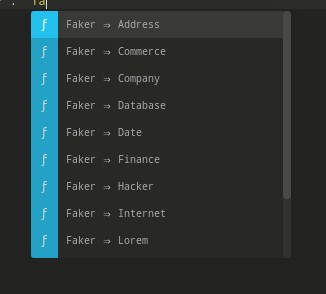 . fa
ƒ Faker ⇒ Address
ƒ Faker ⇒ Commerce
ƒ Faker ⇒ Company
ƒ Faker ⇒ Database
ƒ Faker ⇒ Date
ƒ Faker ⇒ Finance
ƒ Faker ⇒ Hacker
ƒ Faker ⇒ Internet
ƒ Faker ⇒ Lorem